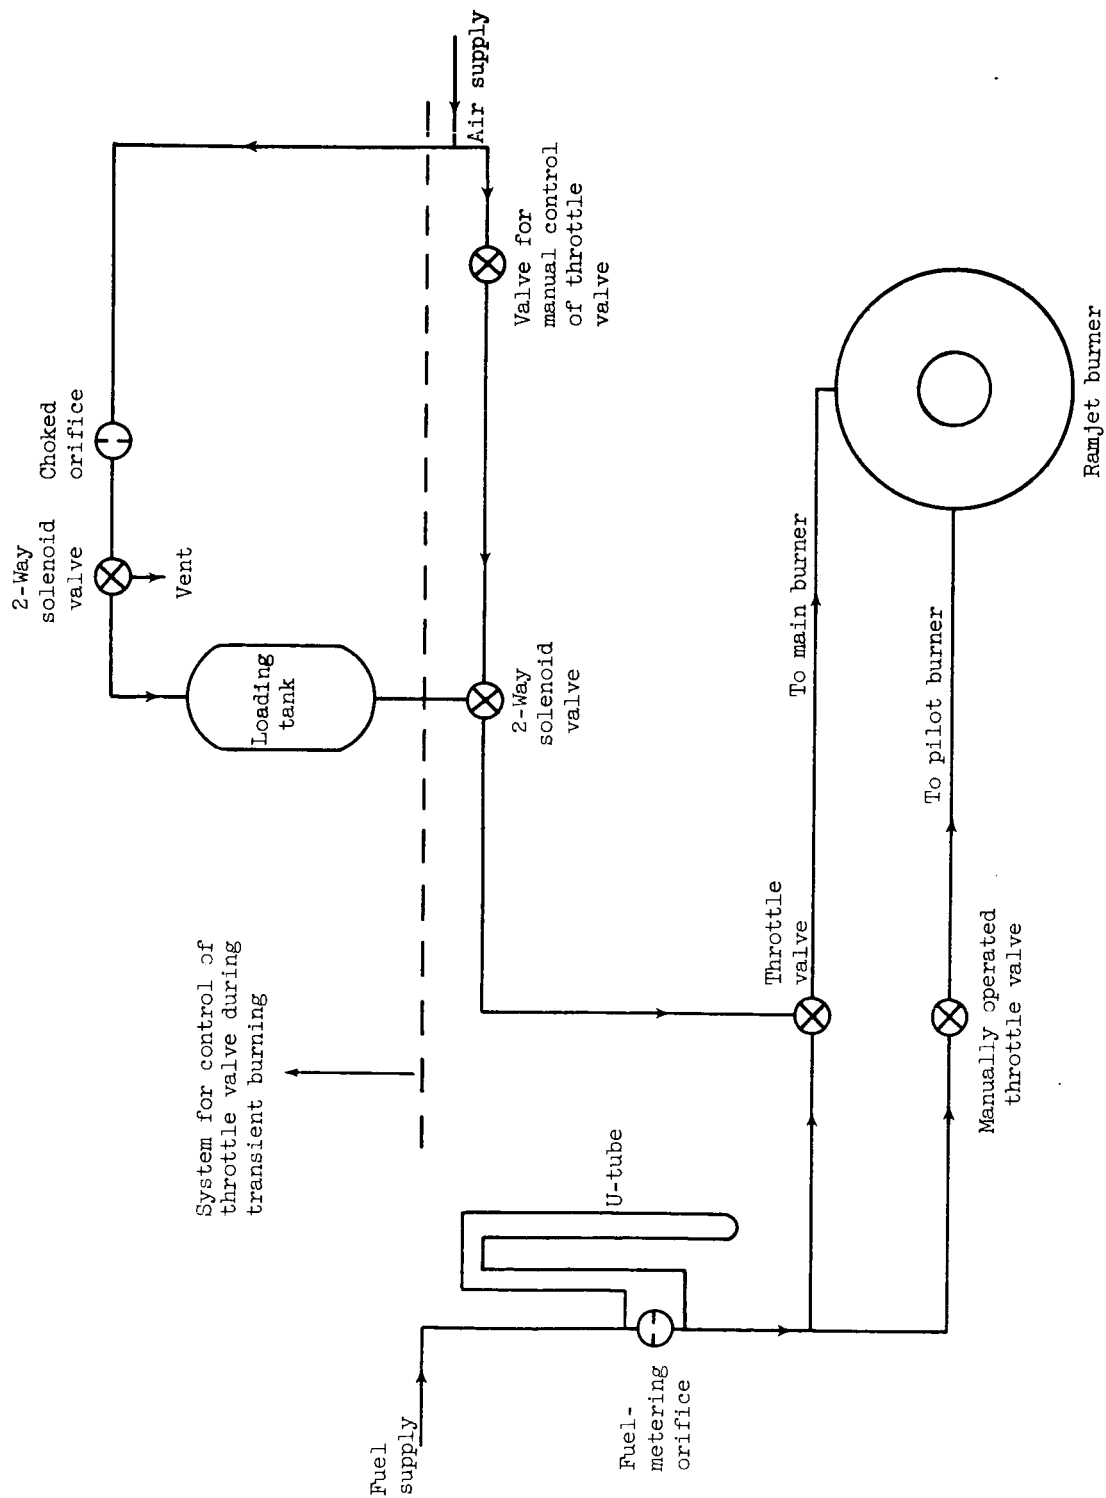 System for control of
throttle valve during
transient burning
2-Way
solenoid
valve
Choked
orifice
Vent
Loading
tank
Air supply
Valve for
manual control
of throttle
valve
2-Way
solenoid
valve
Fuel
supply
U-tube
Fuel-
metering
orifice
Throttle
valve
To main burner
Manually operated
throttle valve
To pilot burner
Ramjet burner